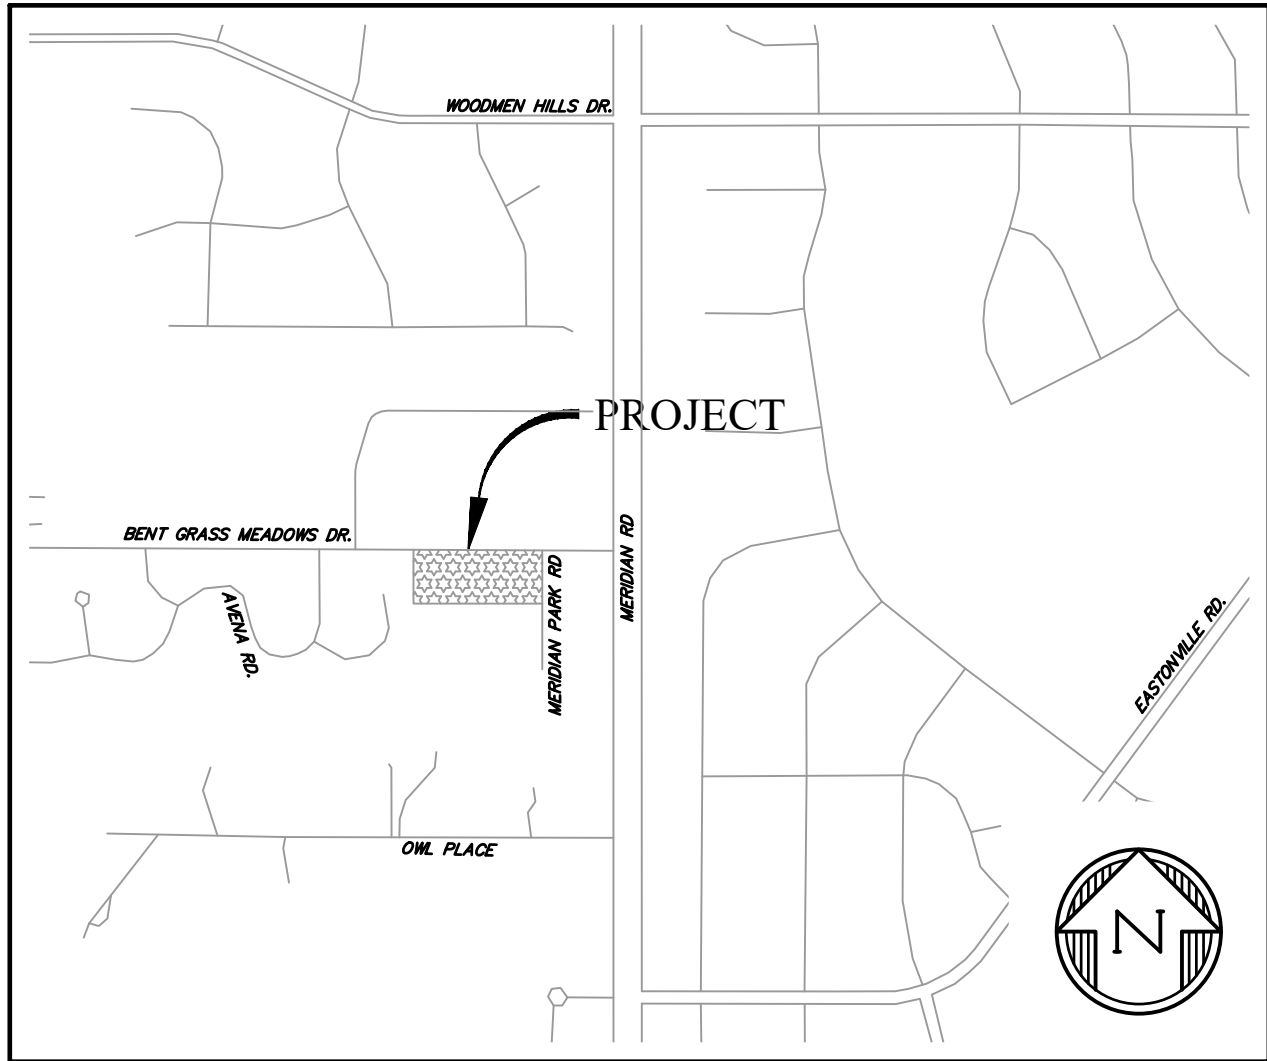 WOODMEN HILLS DR.
PROJECT
BENT GRASS MEADOWS DR.
MERIDIAN RD
MERIDIAN PARK RD
AVENA RD.
EASTONVILLE RD.
OWL PLACE
N